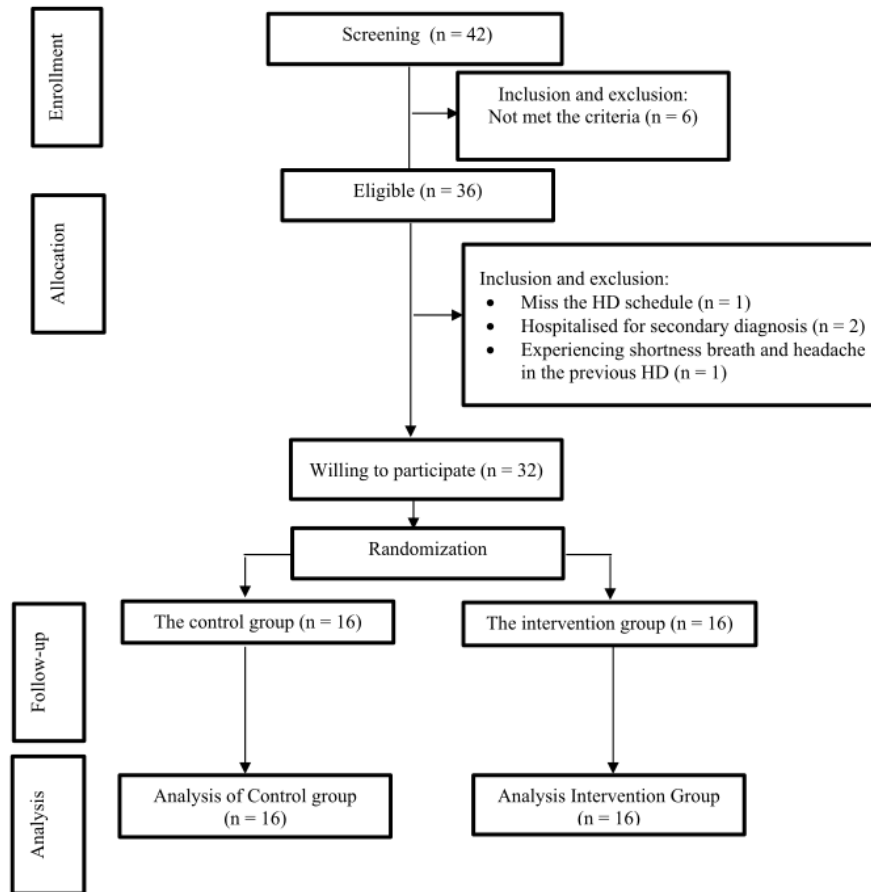 Enrollment
Screening (n = 42)
Inclusion and exclusion:
Not met the criteria (n = 6)
Eligible (n = 36)
Allocation
Inclusion and exclusion:
• Miss the HD schedule (n = 1)
• Hospitalised for secondary diagnosis (n = 2)
• Experiencing shortness breath and headache
in the previous HD (n = 1)
Willing to participate (n = 32)
Randomization
Follow-up
The control group (n = 16)
The intervention group (n = 16)
Analysis
Analysis of Control group
(n = 16)
Analysis Intervention Group
(n = 16)